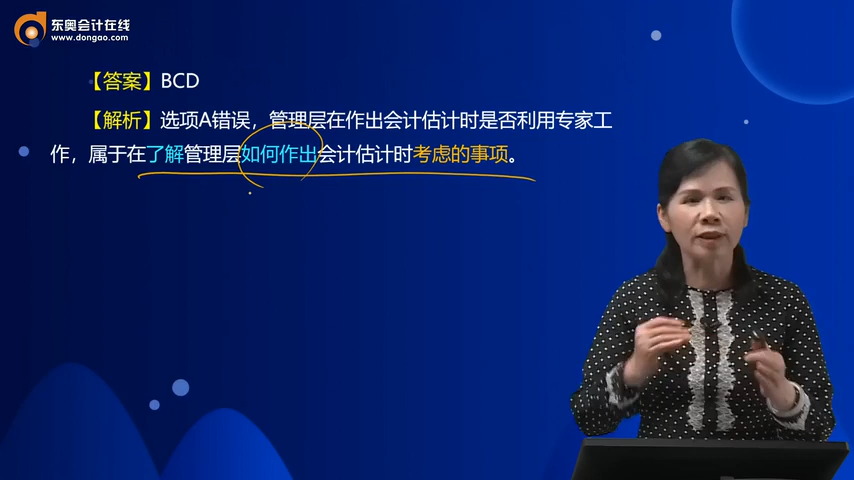 东奥会计在线
www.dongao.com
【答案】BCD
【解析】选项A错误，管理层在作出会计估计时是否利用专家工
作，属于在了解管理层如何作出会计估计时考虑的事项。